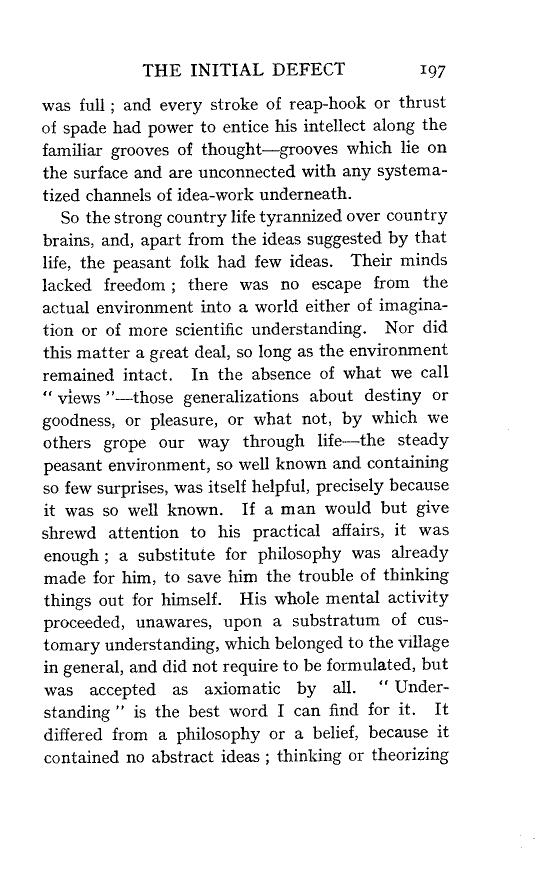 THE INITIAL DEFECT 197
was full ; and every stroke of reap-hook or thrust
of spade had power to entice his intellect along the
familiar grooves of thought—grooves which lie on
the surface and are unconnected with any systema-
tized channels of idea-work underneath.
So the strong country life tyrannized over country
brains, and, apart from the ideas suggested by that
life, the peasant folk had few ideas. Their minds
lacked freedom ; there was no escape from the
actual environment into a world either of imagina-
tion or of more scientific understanding. Nor did
this matter a great deal, so long as the environment
remained intact. In the absence of what we call
“ views ”—those generalizations about destiny or
goodness, or pleasure, or what not, by which we
others grope our way through life—the steady
peasant environment, so well known and containing
so few surprises, was itself helpful, precisely because
it was so well known. If a man would but give
shrewd attention to his practical affairs, it was
enough ; a substitute for philosophy was already
made for him, to save him the trouble of thinking
things out for himself. His whole mental activity
proceeded, unawares, upon a substratum of cus-
tomary understanding, which belonged to the village
in general, and did not require to be formulated, but
was accepted as axiomatic by all. “ Under-
standing ” is the best word I can find for it. It
differed from a philosophy or a belief, because it
contained no abstract ideas ; thinking or theorizing